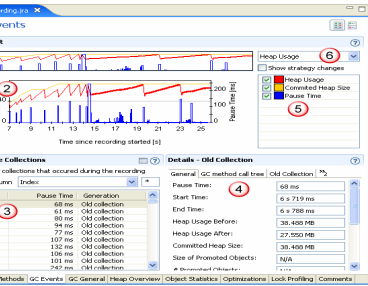 rding.jra
vents
Heap Usage
6
Show strategy changes
Heap Usage
Commited Heap Size
Pause Time
5
2
200
100
0
Pause Time [ms]
7 9 11 13 15 17 19 21 23 25
Time since recording started [s]
e Collections
collections that occured during the recording
umn Index *
Pause Time Generation
68 ms Old collection
61 ms Old collection
80 ms Old collection
94 ms Old collection
77 ms Old collection
107 ms Old collection
132 ms Old collection
106 ms Old collection
101 ms Old collection
247 ms Old collection
3
Details - Old Collection
General GC method call tree Old Collection
4
Pause Time: 68 ms
Start Time: 6 s 719 ms
End Time: 6 s 788 ms
Heap Usage Before: 38.488 MB
Heap Usage After: 27.550 MB
Committed Heap Size: 38.488 MB
Size of Promoted Objects: N/A
# Promoted Objects: N/A
Methods GC Events GC General Heap Overview Object Statistics Optimizations Lock Profiling Comments